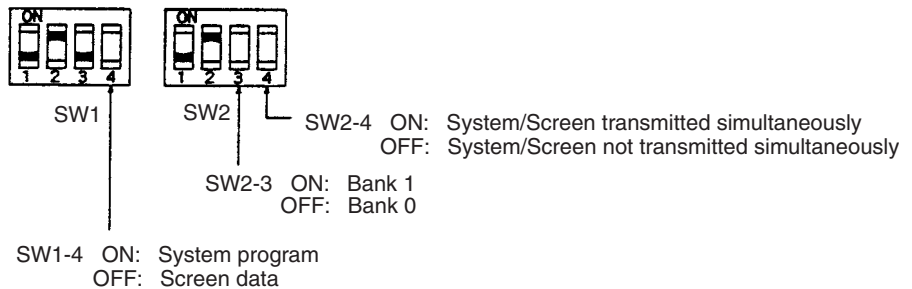 ON ON
1 2 3 4 1 2 3 4
SW1 SW2
SW2-4 ON: System/Screen transmitted simultaneously
OFF: System/Screen not transmitted simultaneously
SW2-3 ON: Bank 1
OFF: Bank 0
SW1-4 ON: System program
OFF: Screen data